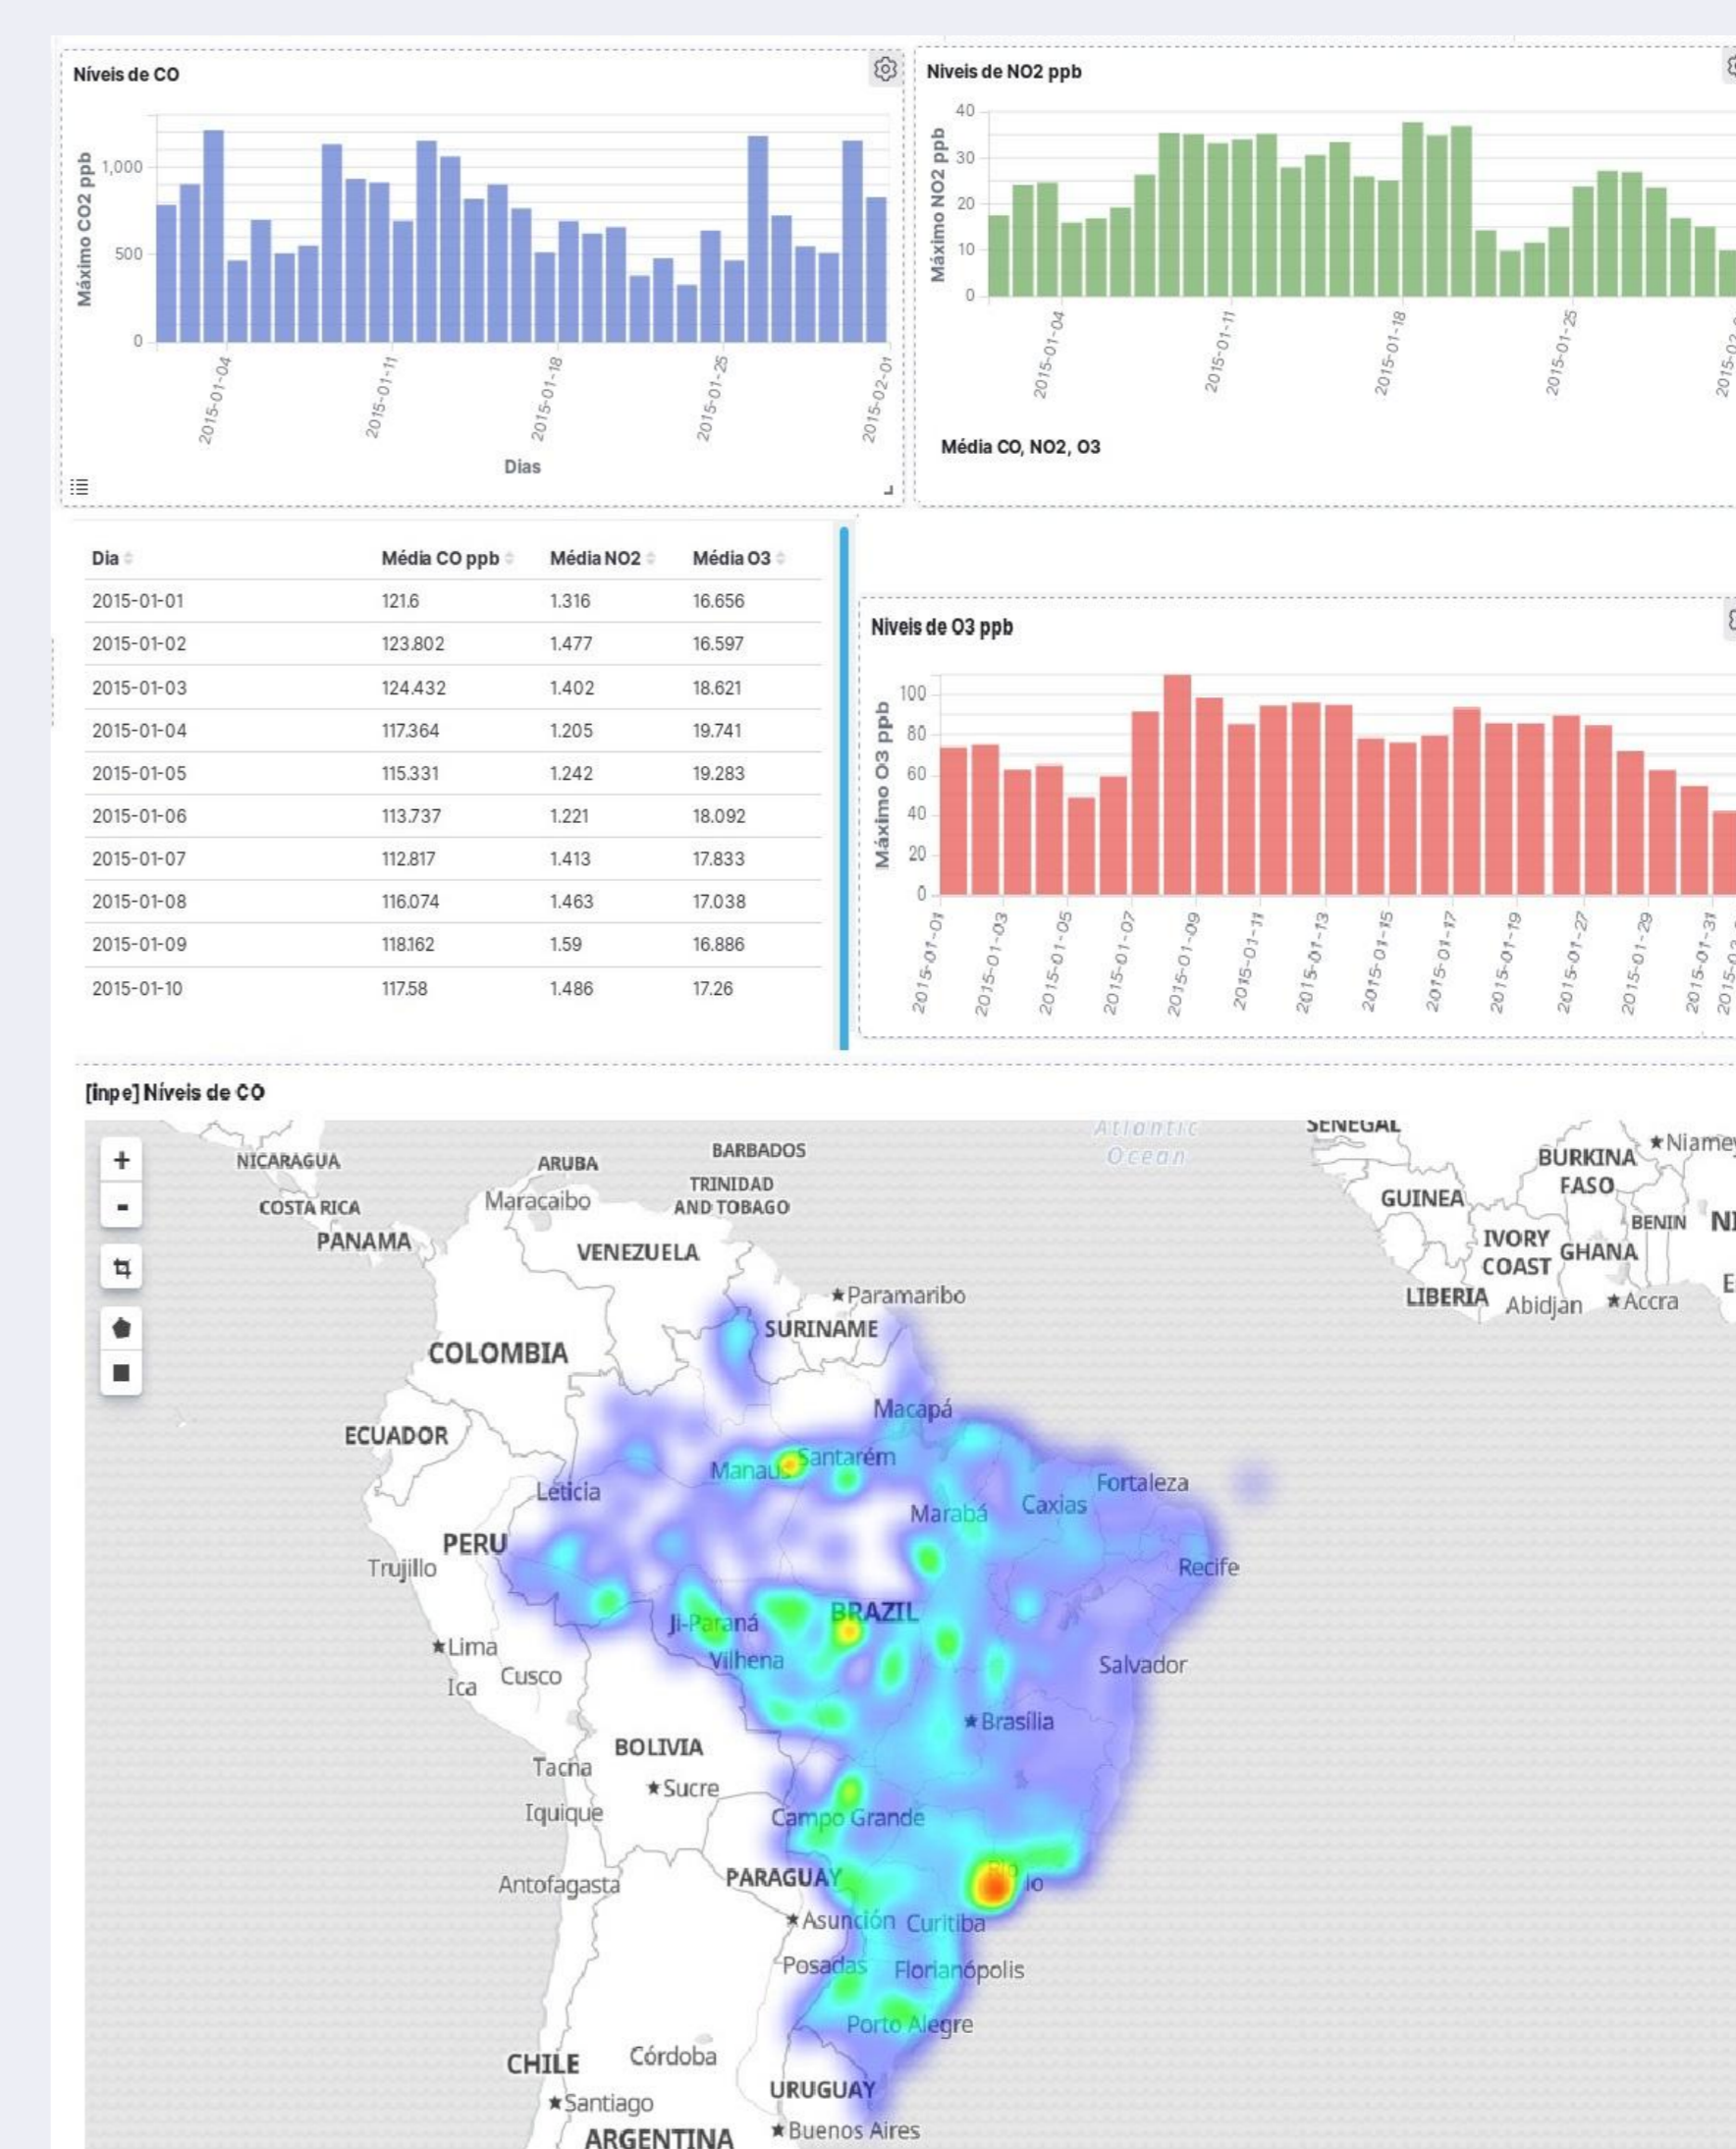 Níveis de CO
Máximo CO2 ppb
1,000
500
0
2015-01-04
2015-01-11
2015-01-18
2015-01-25
2015-02-01
Dias
Niveis de NO2 ppb
Máximo NO2 ppb
40
30
20
10
0
2015-01-04
2015-01-11
2015-01-18
2015-01-25
2015-02-
Média CO, NO2, O3
Dia Média CO ppb Média NO2 Média O3
2015-01-01 121.6 1.316 16.656
2015-01-02 123.802 1.477 16.597
2015-01-03 124.432 1.402 18.621
2015-01-04 117.364 1.205 19.741
2015-01-05 115.331 1.242 19.283
2015-01-06 113.737 1.221 18.092
2015-01-07 112.817 1.413 17.833
2015-01-08 116.074 1.463 17.038
2015-01-09 118.162 1.59 16.886
2015-01-10 117.58 1.486 17.26
Niveis de O3 ppb
Máximo O3 ppb
100
80
60
40
20
0
2015-01-01
2015-01-03
2015-01-05
2015-01-07
2015-01-09
2015-01-11
2015-01-13
2015-01-15
2015-01-17
2015-01-19
2015-01-27
2015-01-29
2015-01-31
[inpe] Níveis de CO
+
-
Atlantic
Ocean
SENEGAL
Niamey
NICARAGUA
ARUBA
BARBADOS
BURKINA
FASO
COSTA RICA
Maracaibo
TRINIDAD
AND TOBAGO
GUINEA
BENIN
PANAMA
VENEZUELA
IVORY
COAST
GHANA
Paramaribo
LIBERIA
Abidjan
Accra
SURINAME
COLOMBIA
Macapá
ECUADOR
Manaus
Santarém
Fortaleza
Leticia
Marabá
Caxias
PERU
Trujillo
Recife
BRAZIL
Ji-Paraná
Lima
Vilhena
Salvador
Cusco
Ica
Brasília
BOLIVIA
Tacna
Sucre
Iquique
Campo Grande
PARAGUAY
Antofagasta
Rio
Asunción
Curitiba
Posadas
Florianópolis
Porto Alegre
CHILE
Córdoba
URUGUAY
Santiago
Buenos Aires
ARGENTINA